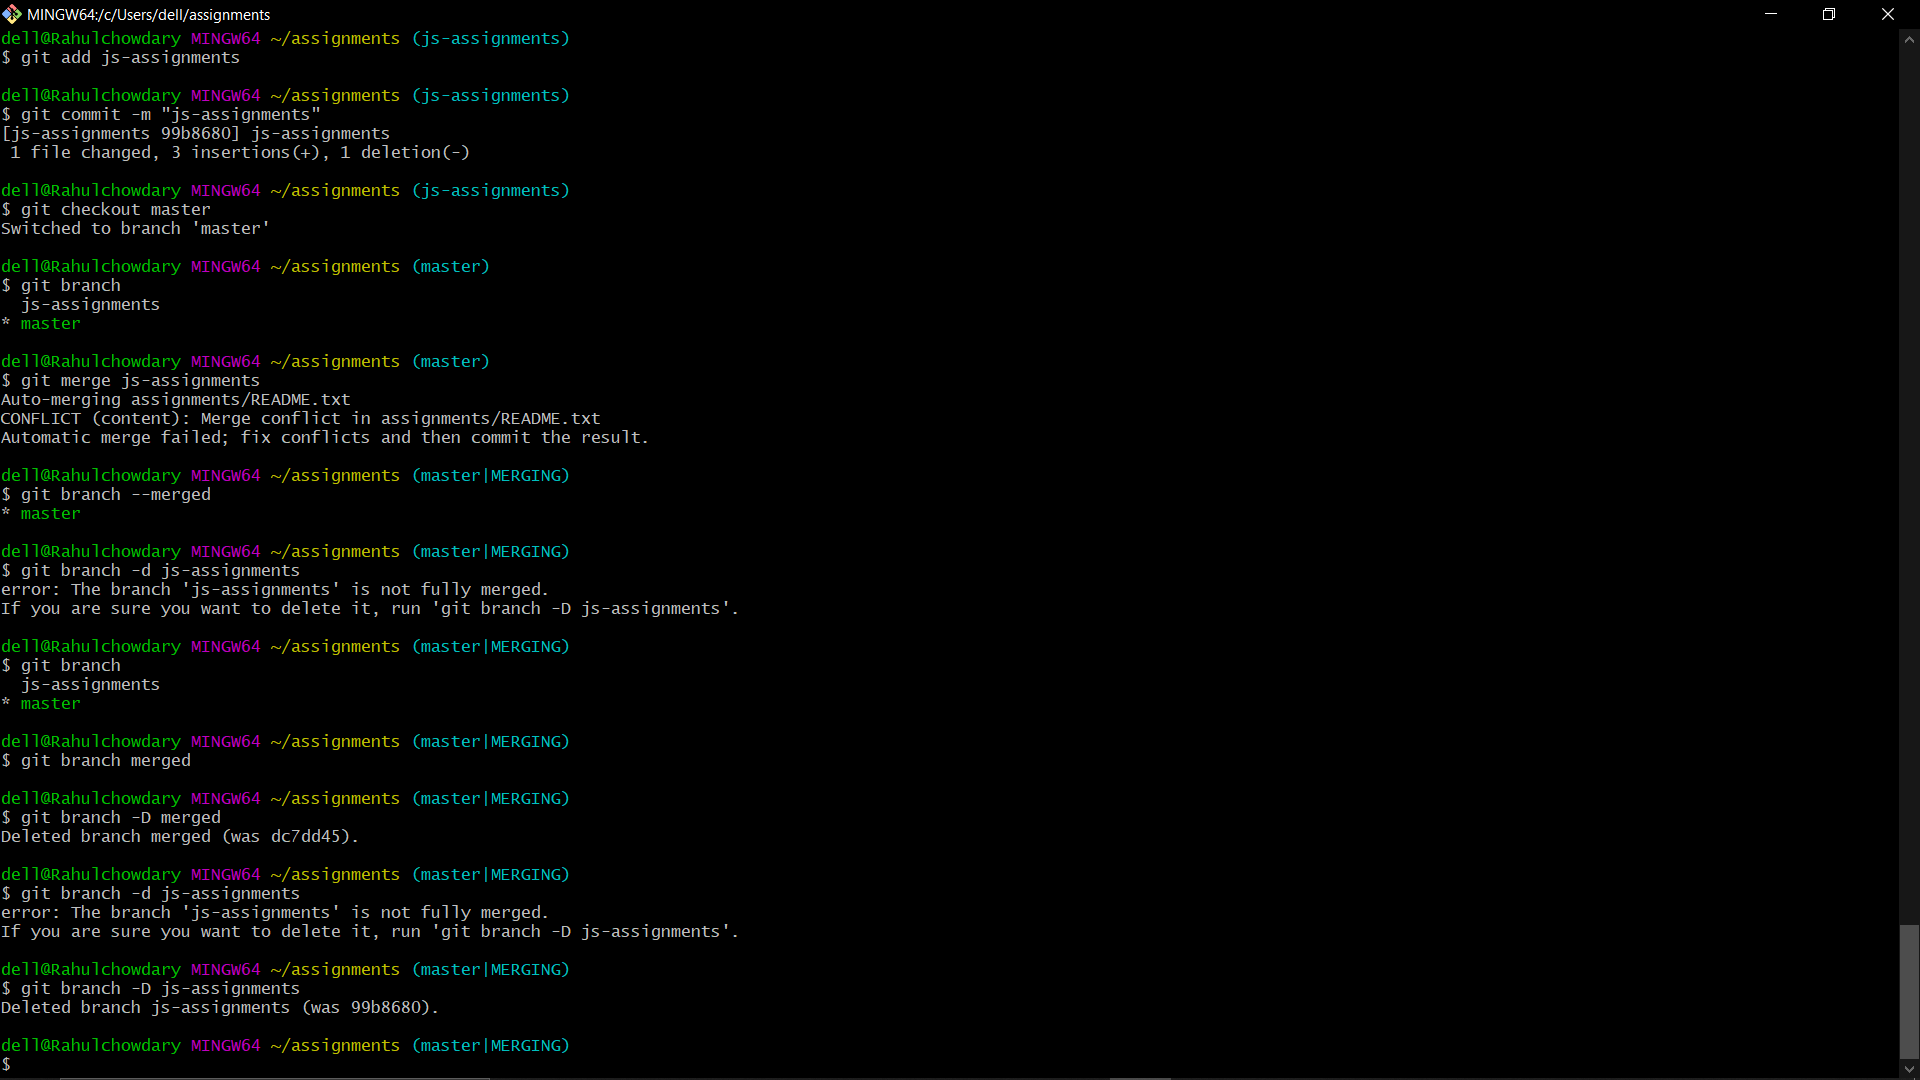 MINGW64:/c/Users/dell/assignments
dell@Rahulchowdary MINGW64 ~/assignments (js-assignments)
$ git add js-assignments
dell@Rahulchowdary MINGW64 ~/assignments (js-assignments)
$ git commit -m "js-assignments"
[js-assignments 99b8680] js-assignments
 1 file changed, 3 insertions(+), 1 deletion(-)
dell@Rahulchowdary MINGW64 ~/assignments (js-assignments)
$ git checkout master
Switched to branch 'master'
dell@Rahulchowdary MINGW64 ~/assignments (master)
$ git branch
  js-assignments
* master
dell@Rahulchowdary MINGW64 ~/assignments (master)
$ git merge js-assignments
Auto-merging assignments/README.txt
CONFLICT (content): Merge conflict in assignments/README.txt
Automatic merge failed; fix conflicts and then commit the result.
dell@Rahulchowdary MINGW64 ~/assignments (master|MERGING)
$ git branch --merged
* master
dell@Rahulchowdary MINGW64 ~/assignments (master|MERGING)
$ git branch -d js-assignments
error: The branch 'js-assignments' is not fully merged.
If you are sure you want to delete it, run 'git branch -D js-assignments'.
dell@Rahulchowdary MINGW64 ~/assignments (master|MERGING)
$ git branch
  js-assignments
* master
dell@Rahulchowdary MINGW64 ~/assignments (master|MERGING)
$ git branch merged
dell@Rahulchowdary MINGW64 ~/assignments (master|MERGING)
$ git branch -D merged
Deleted branch merged (was dc7dd45).
dell@Rahulchowdary MINGW64 ~/assignments (master|MERGING)
$ git branch -d js-assignments
error: The branch 'js-assignments' is not fully merged.
If you are sure you want to delete it, run 'git branch -D js-assignments'.
dell@Rahulchowdary MINGW64 ~/assignments (master|MERGING)
$ git branch -D js-assignments
Deleted branch js-assignments (was 99b8680).
dell@Rahulchowdary MINGW64 ~/assignments (master|MERGING)
$